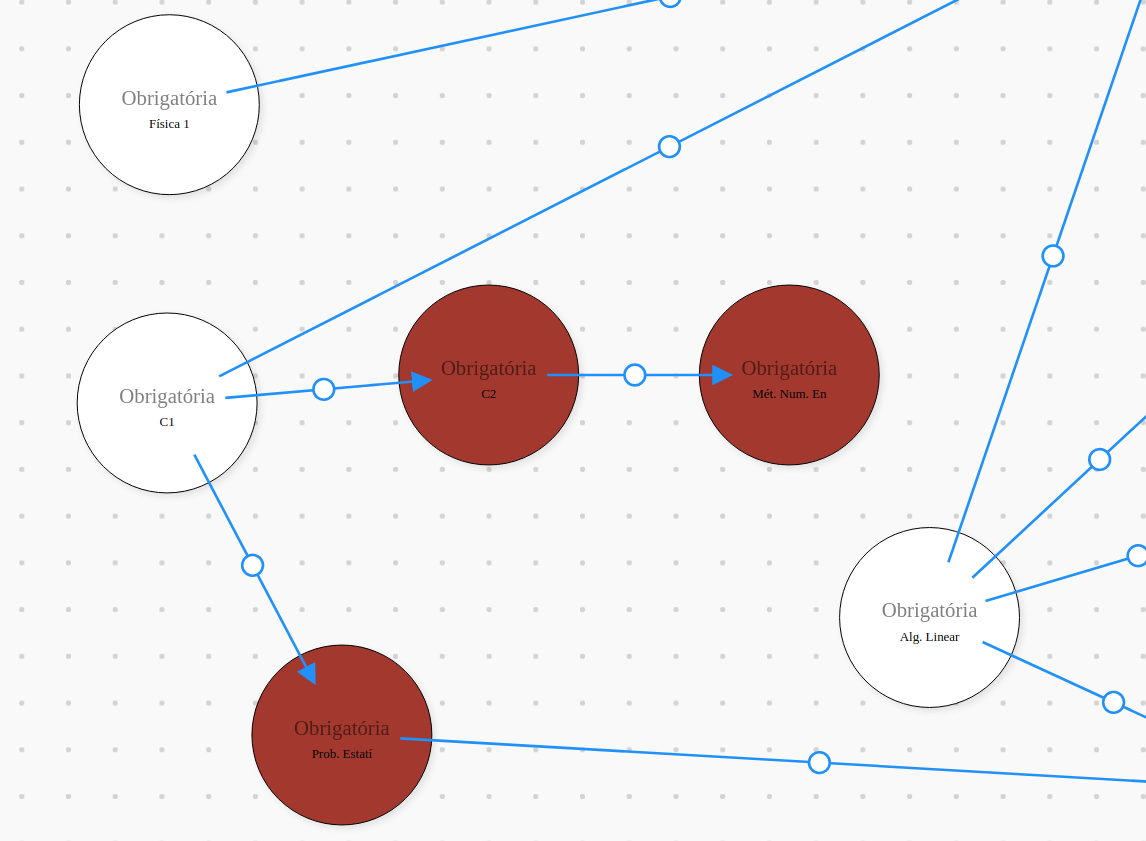 Obrigatória
Física 1
Obrigatória
C1
Obrigatória
C2
Obrigatória
Mét. Num. En
Obrigatória
Alg. Linear
Obrigatória
Prob. Estatí